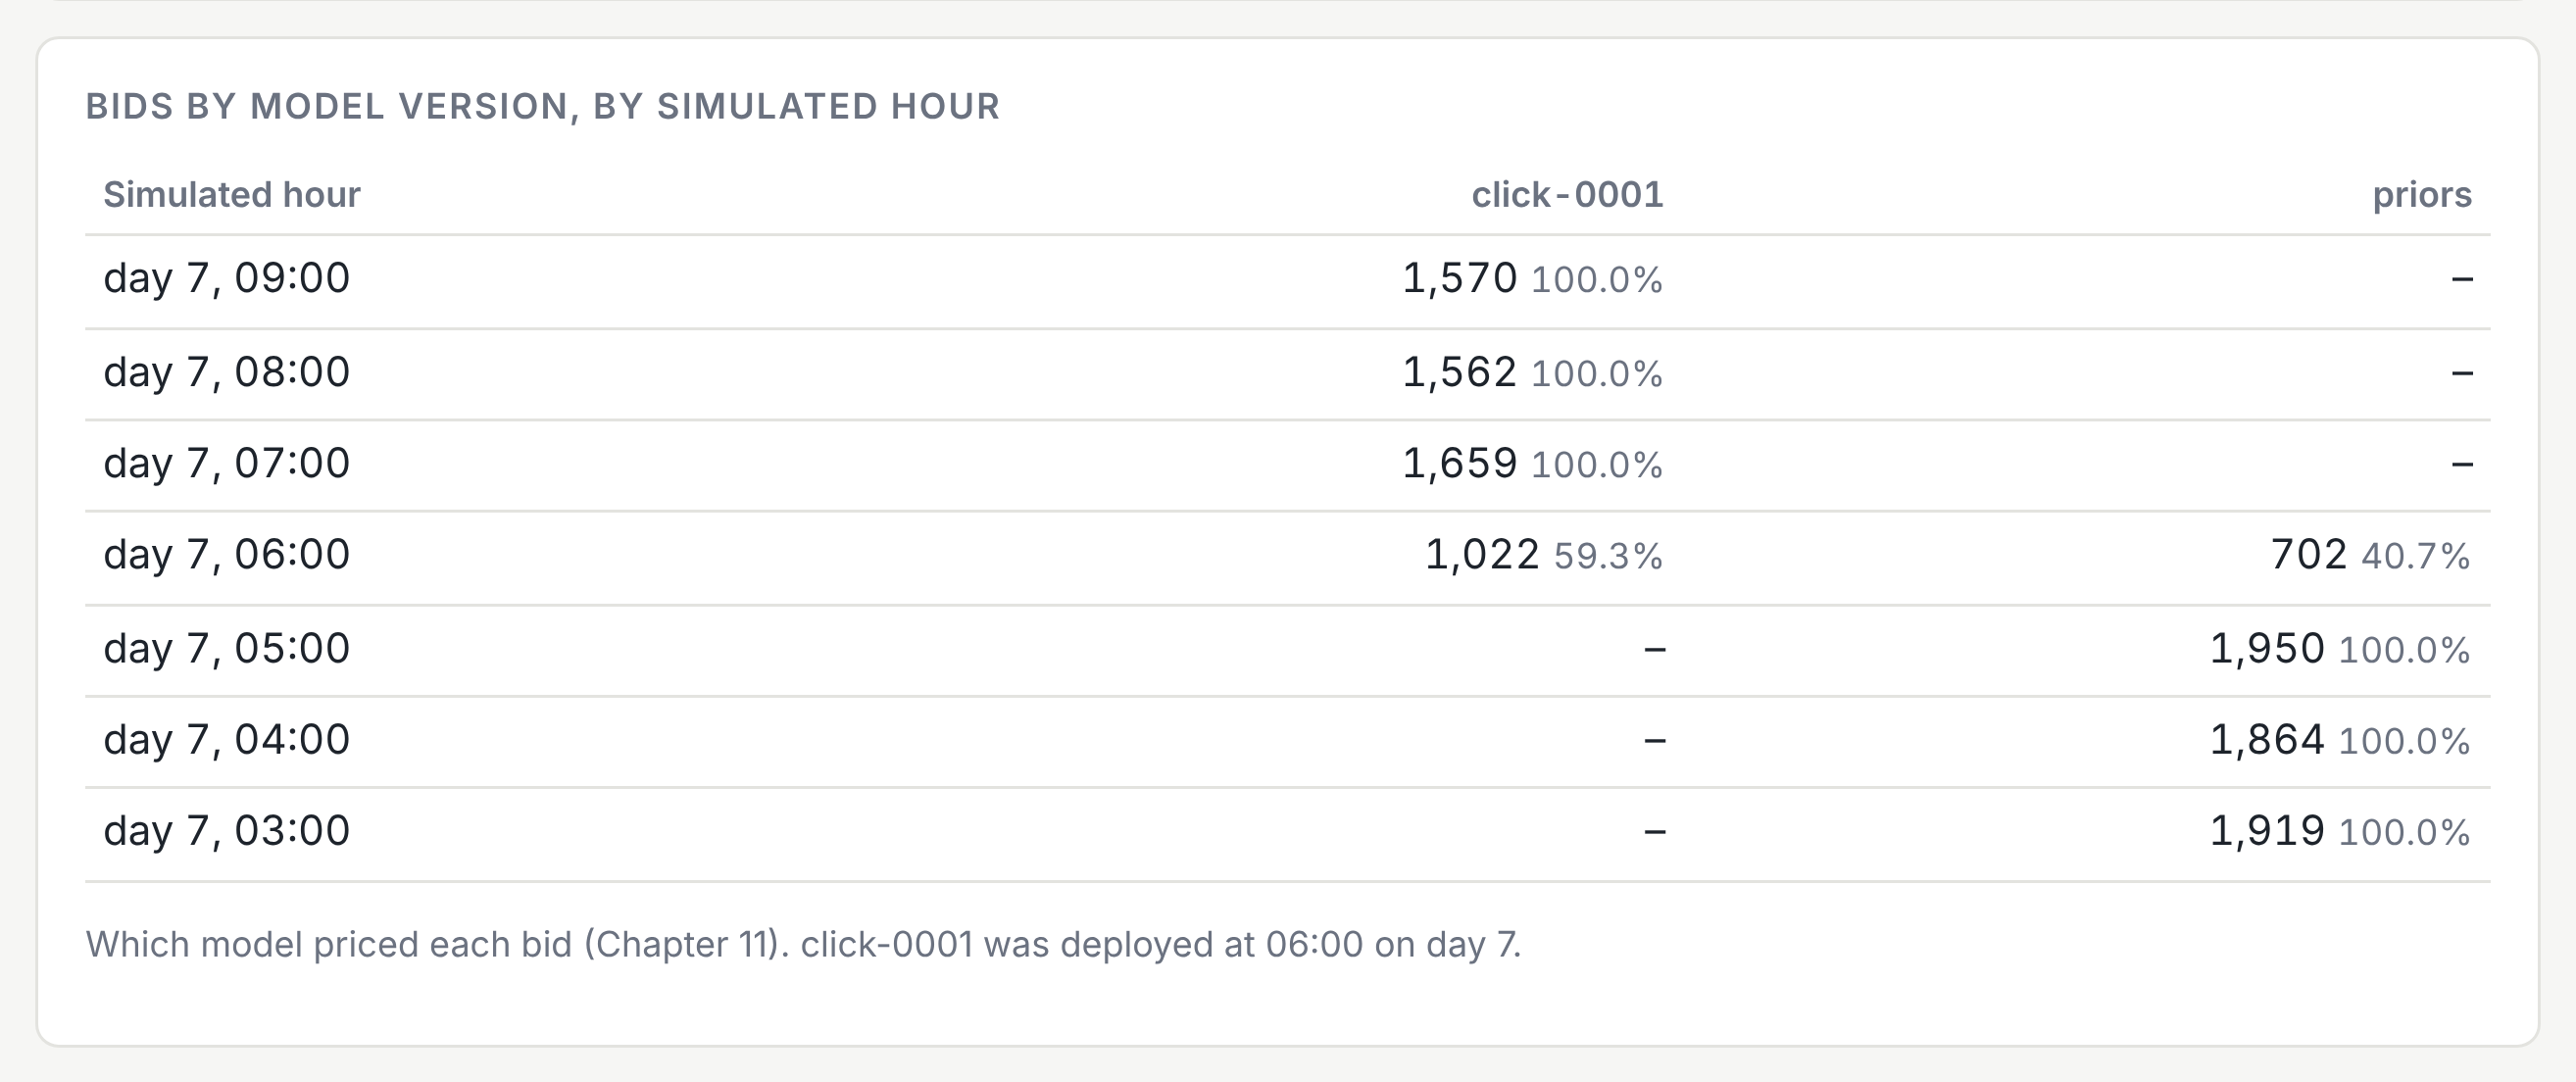 BIDS BY MODEL VERSION, BY SIMULATED HOUR
Simulated hour click-0001 priors
day 7, 09:00 1,570 100.0% –
day 7, 08:00 1,562 100.0% –
day 7, 07:00 1,659 100.0% –
day 7, 06:00 1,022 59.3% 702 40.7%
day 7, 05:00 – 1,950 100.0%
day 7, 04:00 – 1,864 100.0%
day 7, 03:00 – 1,919 100.0%
Which model priced each bid (Chapter 11). click-0001 was deployed at 06:00 on day 7.